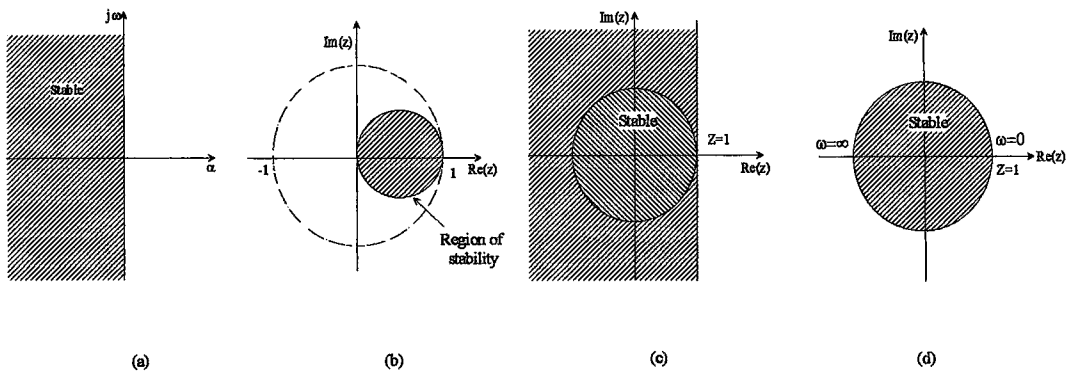 jω
Stable
α
(a)
Im(z)
-1
1
Re(z)
Region of
stability
(b)
Im(z)
Stable
Z=1
Re(z)
(c)
Im(z)
Stable
ω=∞
ω=0
Z=1
Re(z)
(d)